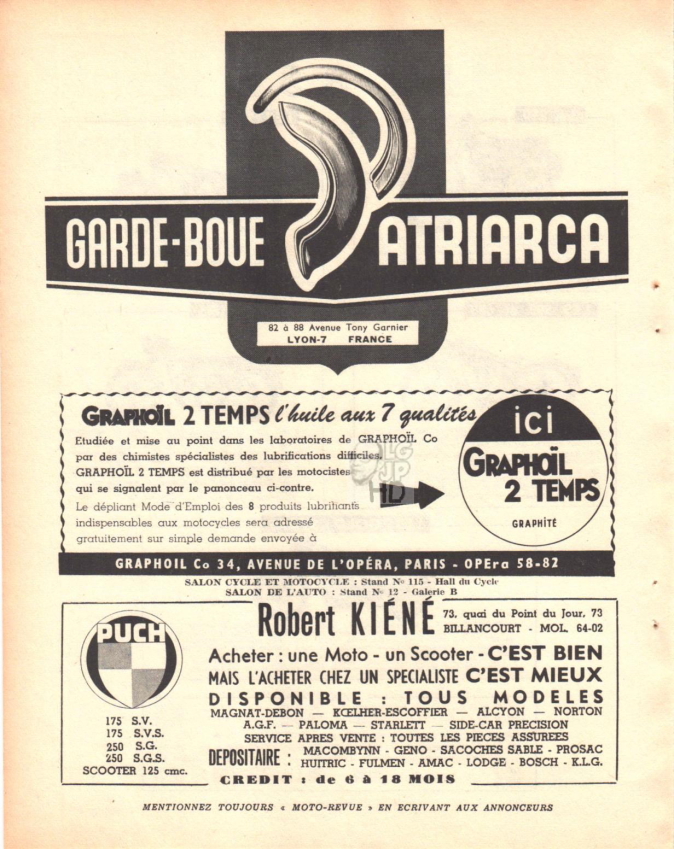 GARDE-BOUE PATRIARCA
82 à 88 Avenue Tony Garnier
LYON-7 FRANCE
GRAPHOÏL 2 TEMPS l'huile aux 7 qualités
Etudiée et mise au point dans les laboratoires de GRAPHOÏL Co
par des chimistes spécialistes des lubrifications difficiles.
GRAPHOÏL 2 TEMPS est distribué par les motocistes
qui se signalent par le panonceau ci-contre.
Le dépliant Mode d'Emploi des 8 produits lubrifiants
indispensables aux motocycles sera adressé
gratuitement sur simple demande envoyée à
ici
GRAPHOÏL
2 TEMPS
GRAPHITÉ
GRAPHOIL Co 34, AVENUE DE L'OPÉRA, PARIS - OPEra 58-82
SALON CYCLE ET MOTOCYCLE : Stand No 115 - Hall du Cycle
SALON DE L'AUTO : Stand No 12 - Galerie B
PUCH
175 S.V.
175 S.V.S.
250 S.G.
250 S.G.S.
SCOOTER 125 cmc.
Robert KIÉNÉ 73, quai du Point du Jour, 73
BILLANCOURT - MOL. 64-02
Acheter : une Moto - un Scooter - C'EST BIEN
MAIS L'ACHETER CHEZ UN SPECIALISTE C'EST MIEUX
DISPONIBLE : TOUS MODELES
MAGNAT-DEBON — KŒLHER-ESCOFFIER — ALCYON — NORTON
A.G.F. — PALOMA — STARLETT — SIDE-CAR PRECISION
SERVICE APRES VENTE : TOUTES LES PIECES ASSUREES
DEPOSITAIRE : MACOMBYNN - GENO - SACOCHES SABLE - PROSAC
HUITRIC - FULMEN - AMAC - LODGE - BOSCH - K.L.G.
CREDIT : de 6 à 18 MOIS
MENTIONNEZ TOUJOURS « MOTO-REVUE » EN ECRIVANT AUX ANNONCEURS